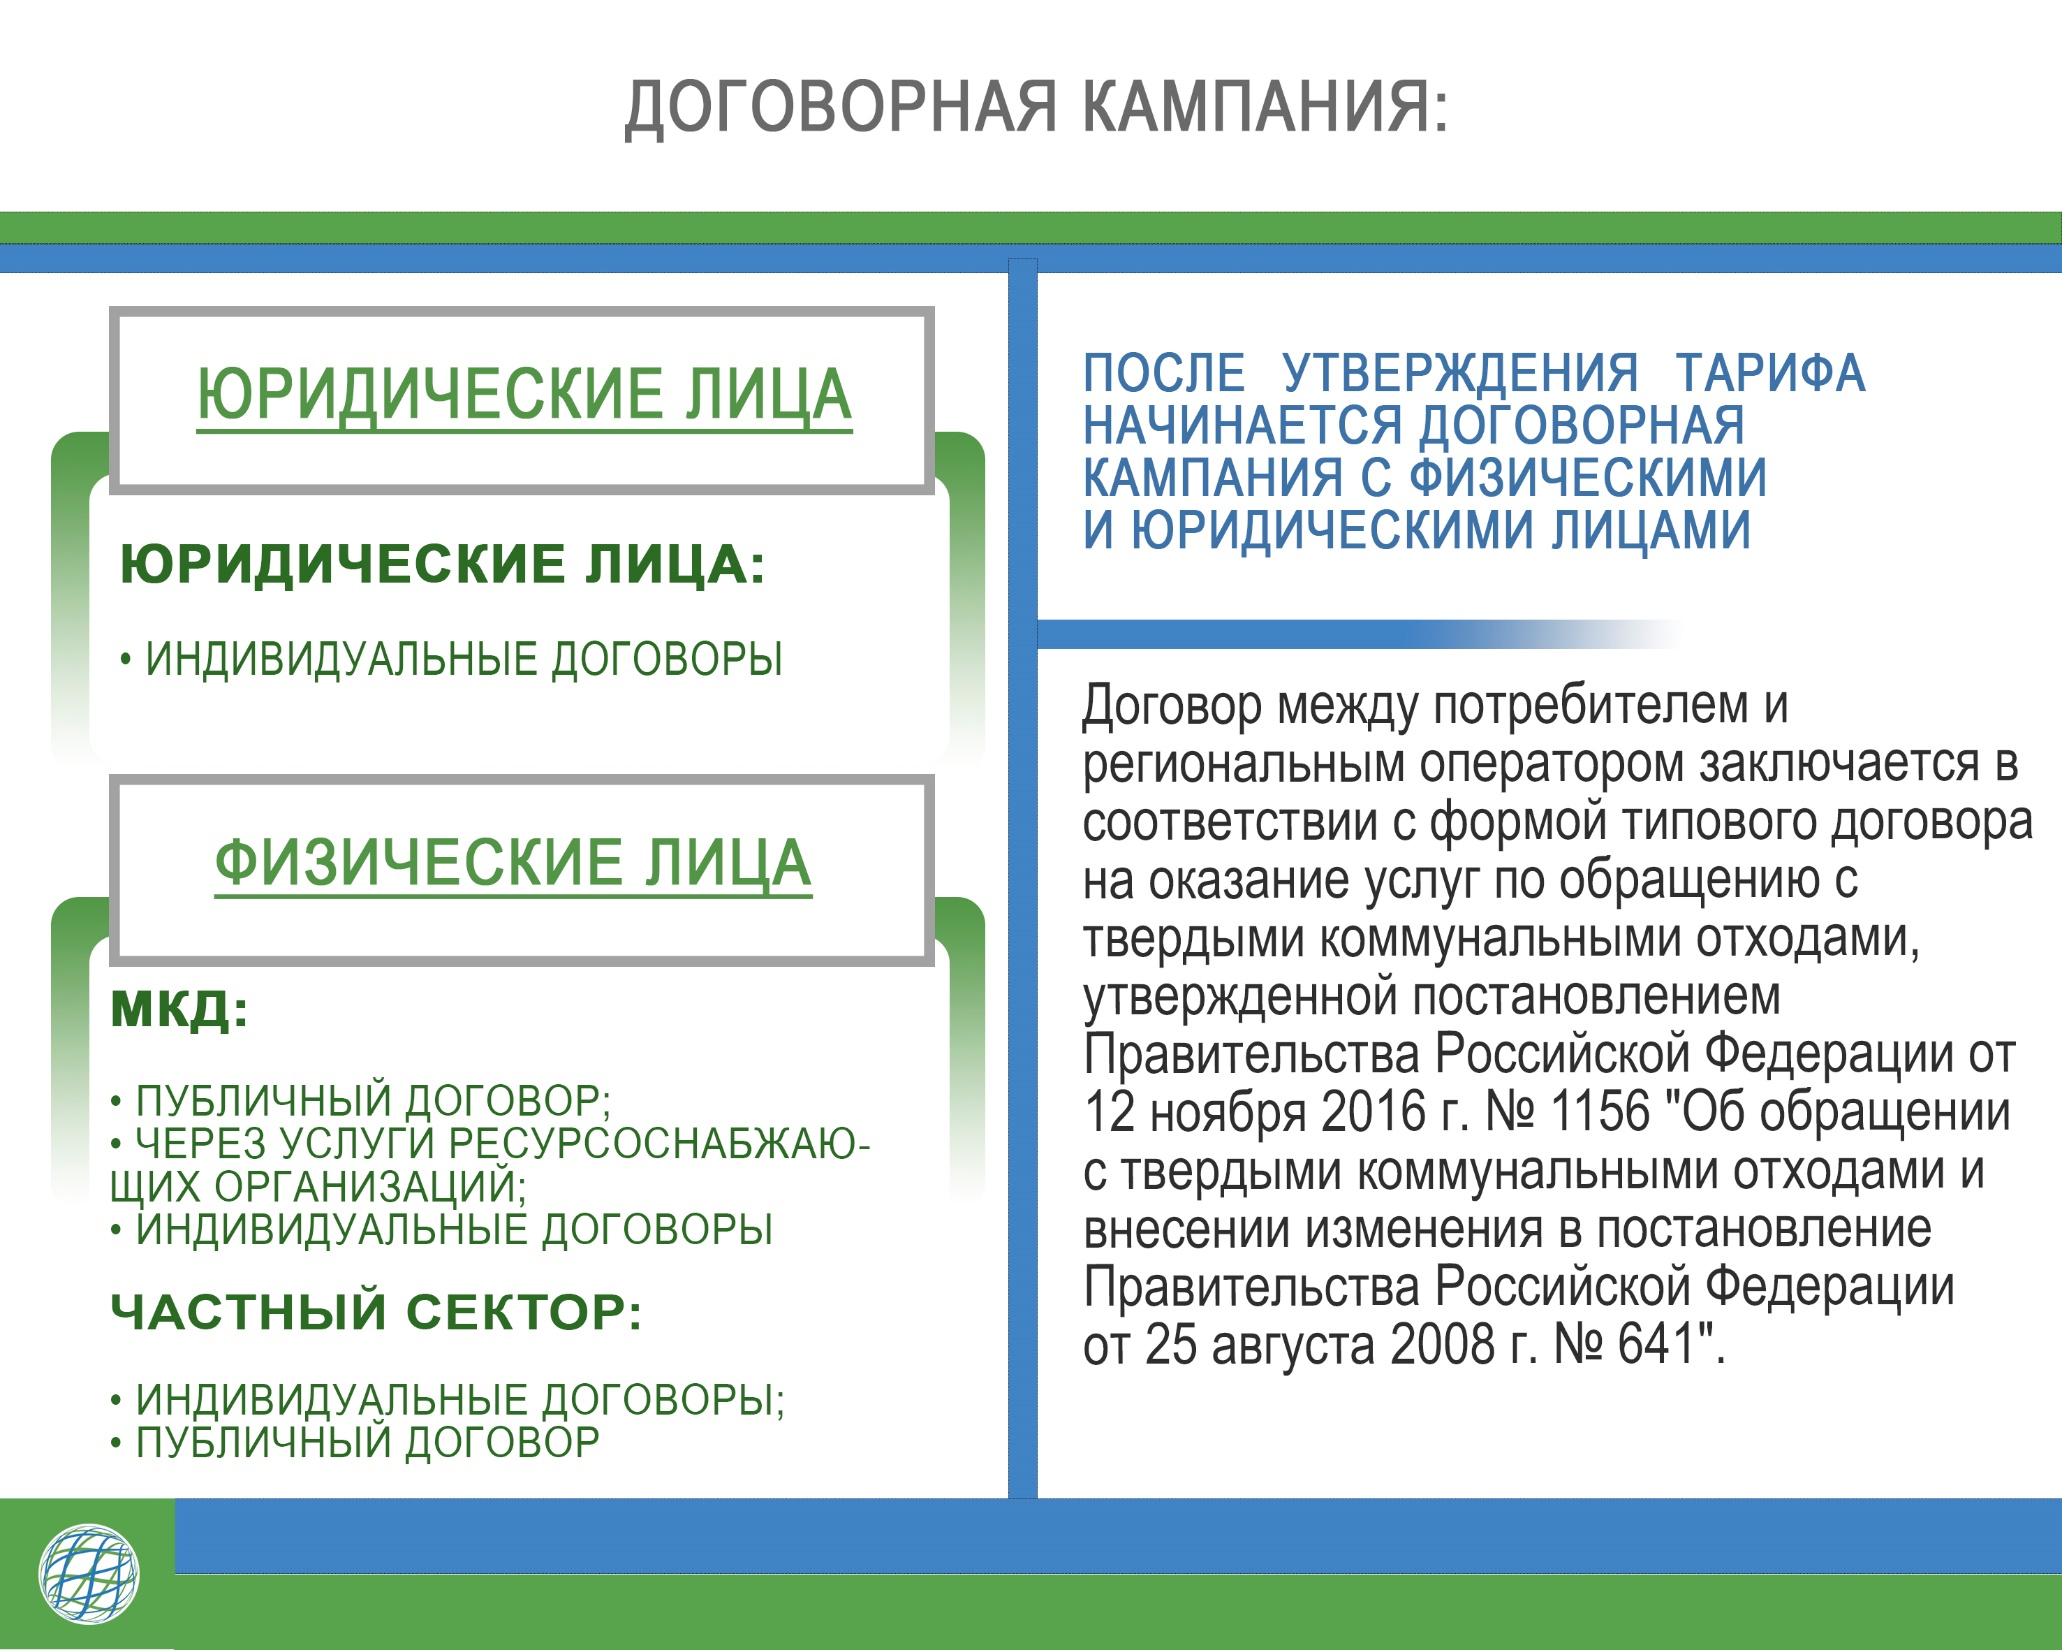 ДОГОВОРНАЯ КАМПАНИЯ:
ЮРИДИЧЕСКИЕ ЛИЦА
ЮРИДИЧЕСКИЕ ЛИЦА:
• ИНДИВИДУАЛЬНЫЕ ДОГОВОРЫ
ФИЗИЧЕСКИЕ ЛИЦА
МКД:
• ПУБЛИЧНЫЙ ДОГОВОР;
• ЧЕРЕЗ УСЛУГИ РЕСУРСОСНАБЖАЮ-
ЩИХ ОРГАНИЗАЦИЙ;
• ИНДИВИДУАЛЬНЫЕ ДОГОВОРЫ
ЧАСТНЫЙ СЕКТОР:
• ИНДИВИДУАЛЬНЫЕ ДОГОВОРЫ;
• ПУБЛИЧНЫЙ ДОГОВОР
ПОСЛЕ УТВЕРЖДЕНИЯ ТАРИФА
НАЧИНАЕТСЯ ДОГОВОРНАЯ
КАМПАНИЯ С ФИЗИЧЕСКИМИ
И ЮРИДИЧЕСКИМИ ЛИЦАМИ
Договор между потребителем и
региональным оператором заключается в
соответствии с формой типового договора
на оказание услуг по обращению с
твердыми коммунальными отходами,
утвержденной постановлением
Правительства Российской Федерации от
12 ноября 2016 г. № 1156 "Об обращении
с твердыми коммунальными отходами и
внесении изменения в постановление
Правительства Российской Федерации
от 25 августа 2008 г. № 641".